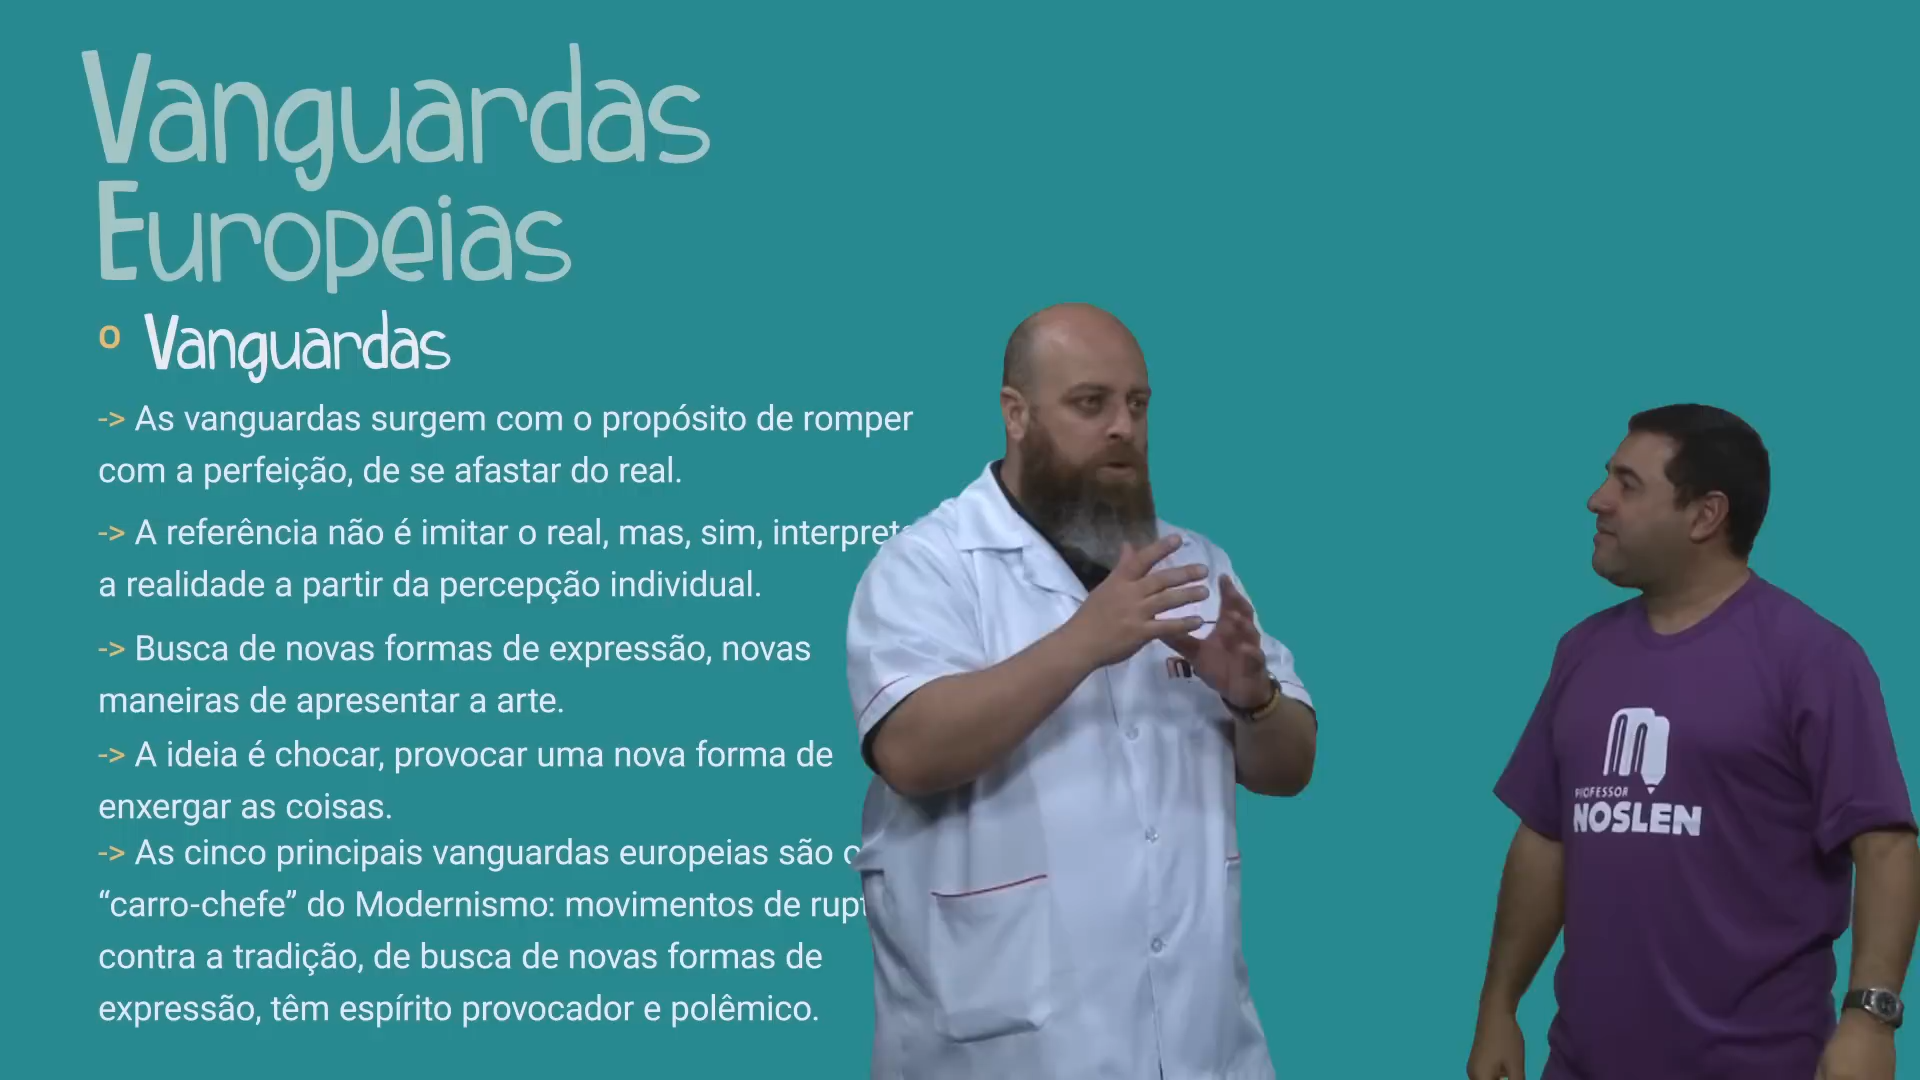 Vanguardas
Europeias
o Vanguardas
-> As vanguardas surgem com o propósito de romper
com a perfeição, de se afastar do real.
-> A referência não é imitar o real, mas, sim,
a realidade a partir da percepção individual.
-> Busca de novas formas de expressão, novas
maneiras de apresentar a arte.
-> A ideia é chocar, provocar uma nova forma de
enxergar as coisas.
-> As cinco principais vanguardas europeias são o
“carro-chefe” do Modernismo: movimentos de
contra a tradição, de busca de novas formas de
expressão, têm espírito provocador e polêmico.
PROFESSOR
NOSLEN